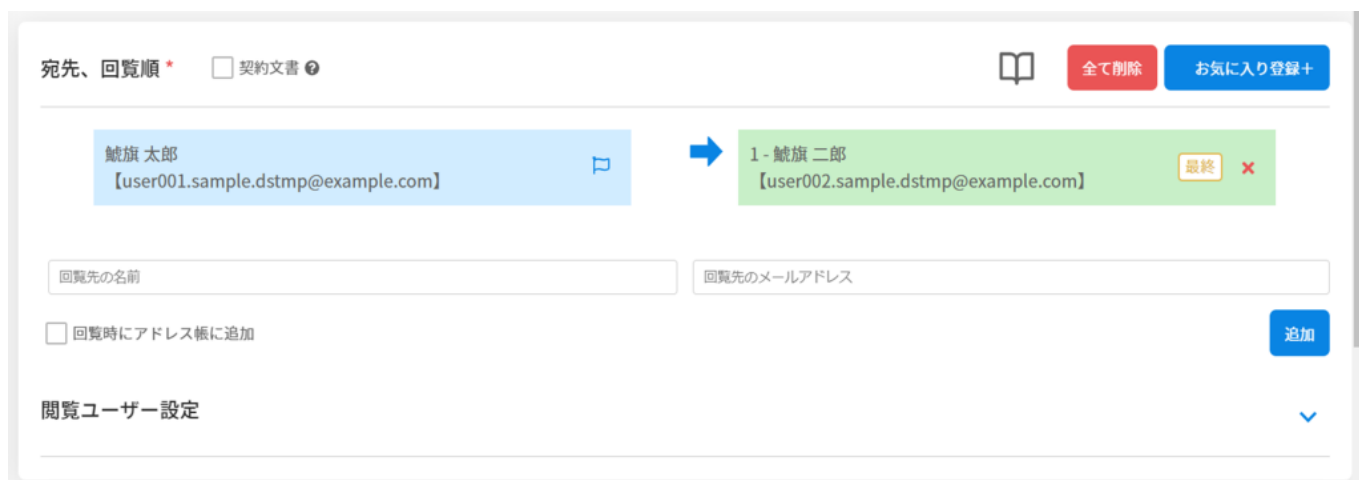 宛先、回覧順 * 契約文書
全て削除
お気に入り登録+
鯱旗 太郎
【user001.sample.dstmp@example.com】
1 - 鯱旗 二郎
【user002.sample.dstmp@example.com】
最終
回覧先の名前
回覧先のメールアドレス
回覧時にアドレス帳に追加
追加
閲覧ユーザー設定